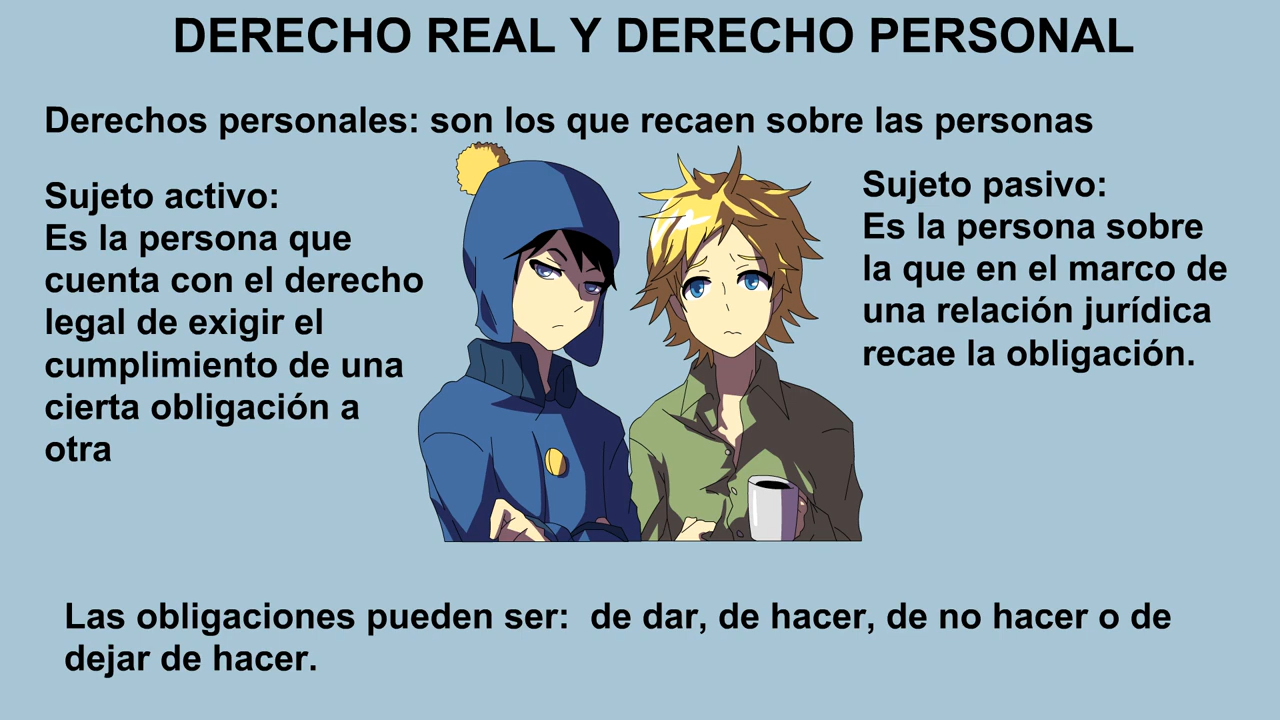 DERECHO REAL Y DERECHO PERSONAL
Derechos personales: son los que recaen sobre las personas
Sujeto activo:
Es la persona que
cuenta con el derecho
legal de exigir el
cumplimiento de una
cierta obligación a
otra
Sujeto pasivo:
Es la persona sobre
la que en el marco de
una relación jurídica
recae la obligación.
Las obligaciones pueden ser:  de dar, de hacer, de no hacer o de
dejar de hacer.